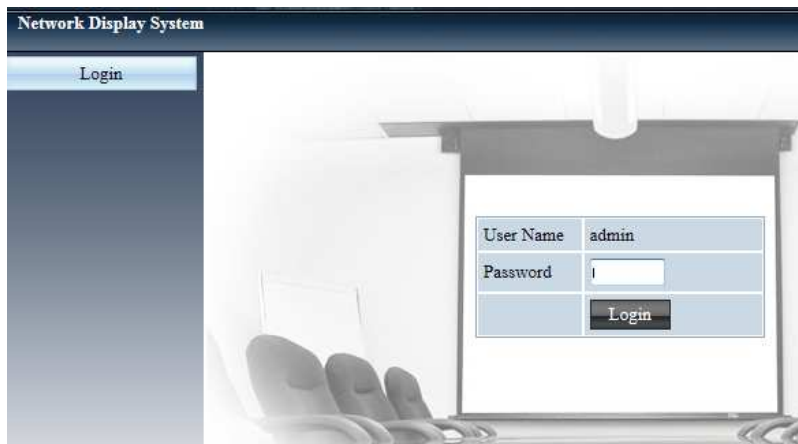 Network Display System
Login
User Name admin
Password
Login